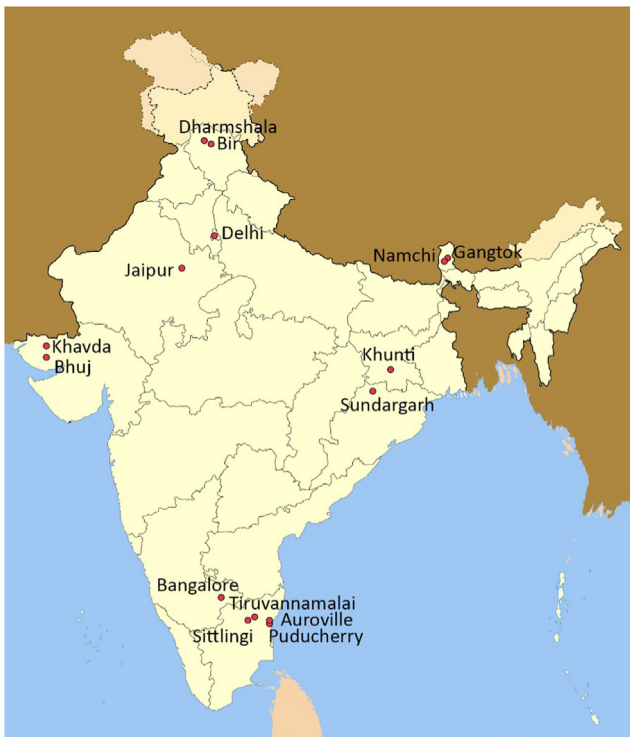 Dharmshala
Bir
Delhi
Namchi
Gangtok
Jaipur
Khavda
Bhuj
Khunti
Sundargarh
Bangalore
Tiruvannamalai
Auroville
Sittlingi
Puducherry